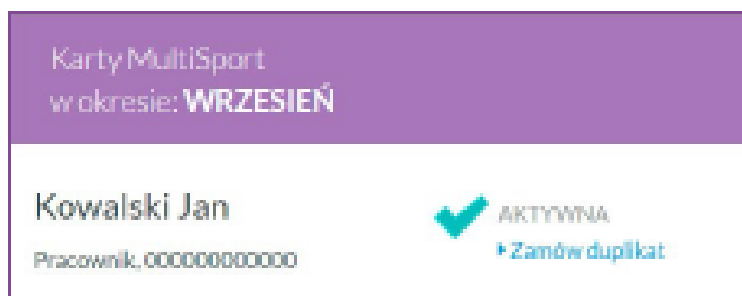 Karty MultiSport
w okresie: WRZESIEŃ
Kowalski Jan
AKTYWNA
Pracownik, 000000000000
Zamów duplikat